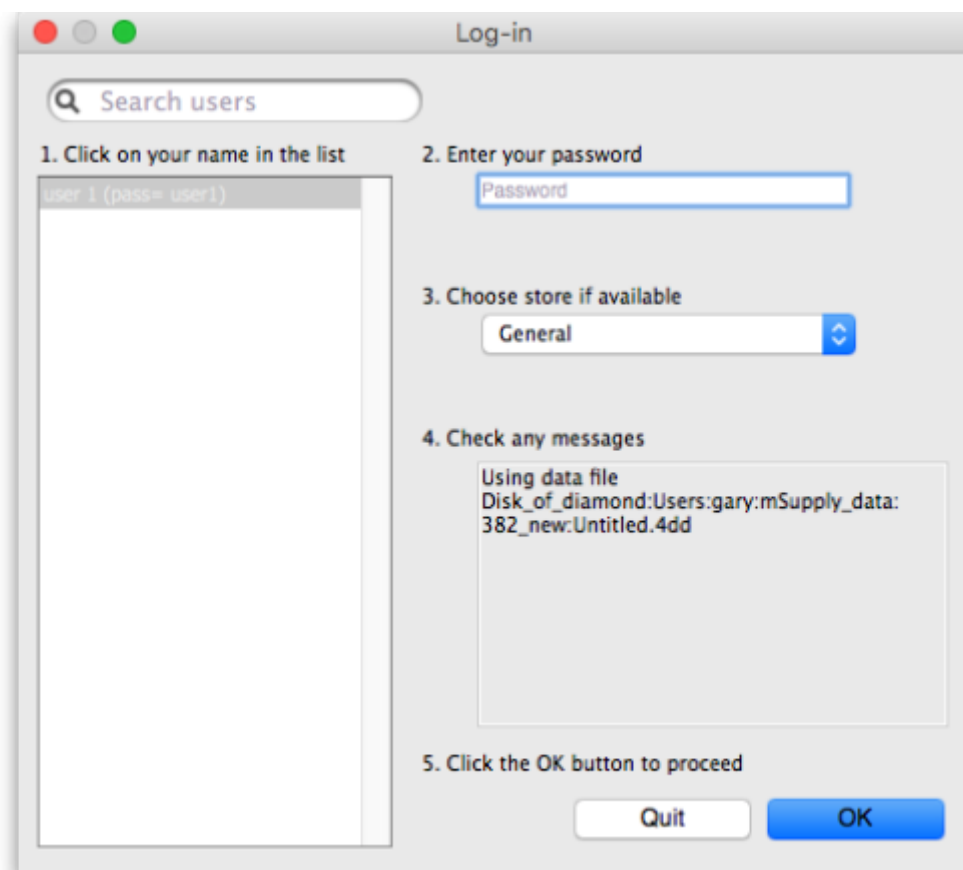 Log-in
Search users
1. Click on your name in the list
user 1 (pass= user1)
2. Enter your password
Password
3. Choose store if available
General
4. Check any messages
Using data file
Disk_of_diamond:Users:gary:mSupply_data:
382_new:Untitled.4dd
5. Click the OK button to proceed
Quit
OK